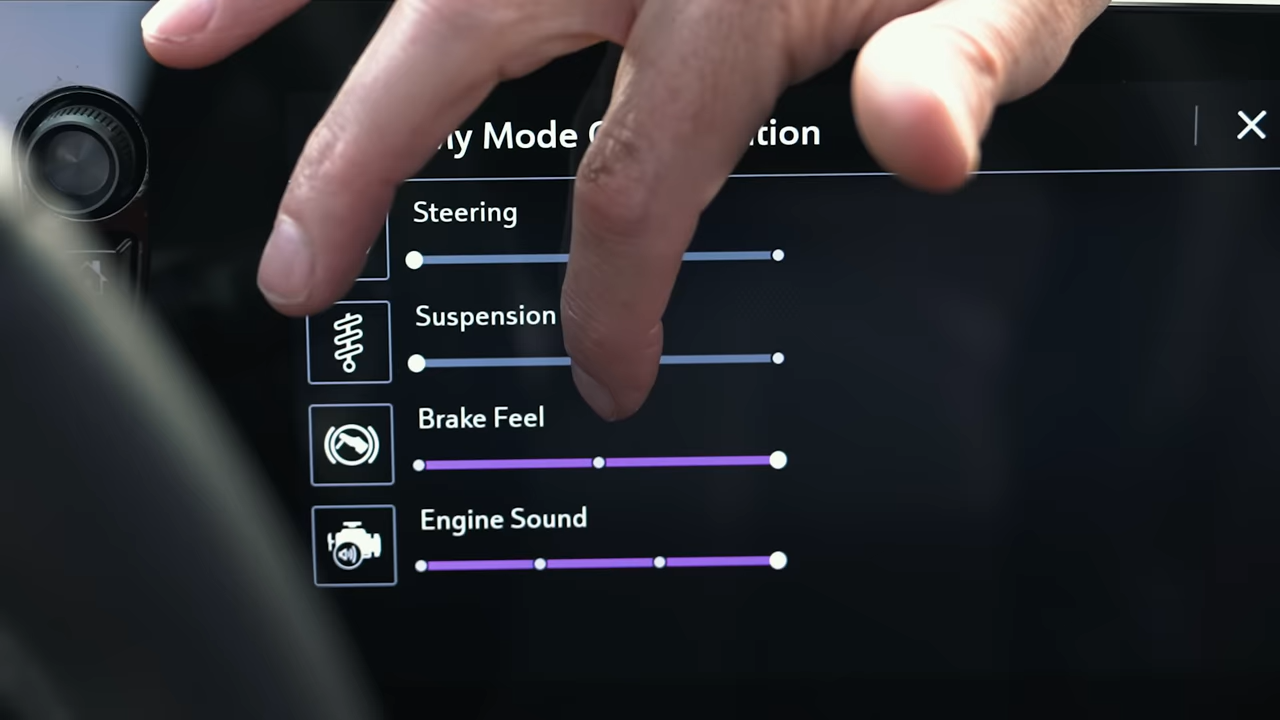 Mode
Steering
Suspension
Brake Feel
Engine Sound